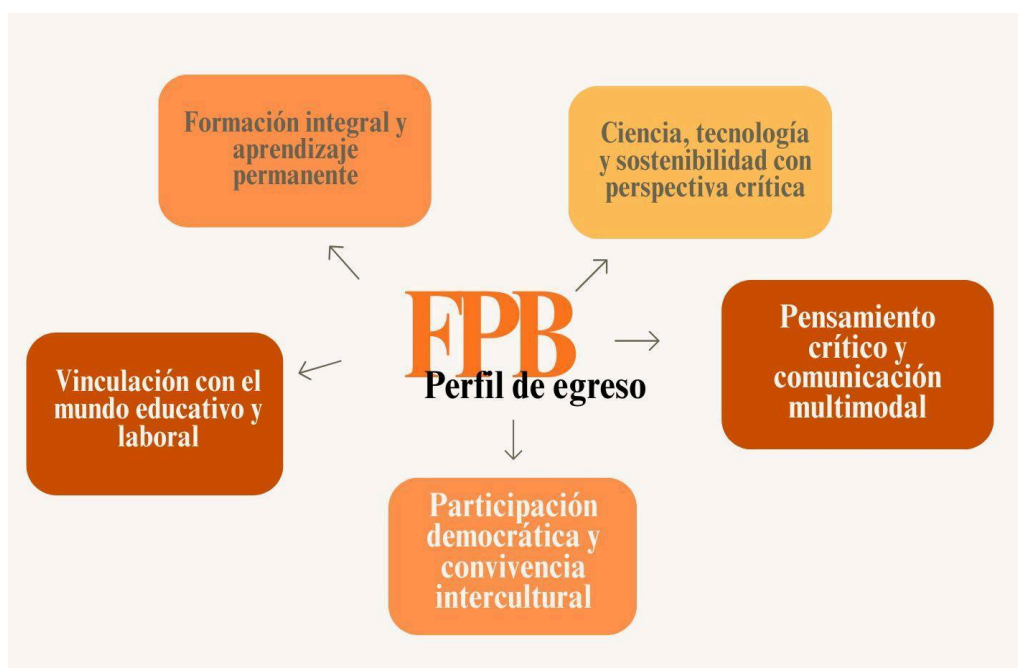 Formación integral y
aprendizaje
permanente
Ciencia, tecnología
y sostenibilidad con
perspectiva crítica
FPB
Perfil de egreso
Pensamiento
crítico y
comunicación
multimodal
Vinculación con el
mundo educativo y
laboral
Participación
democrática y
convivencia
intercultural